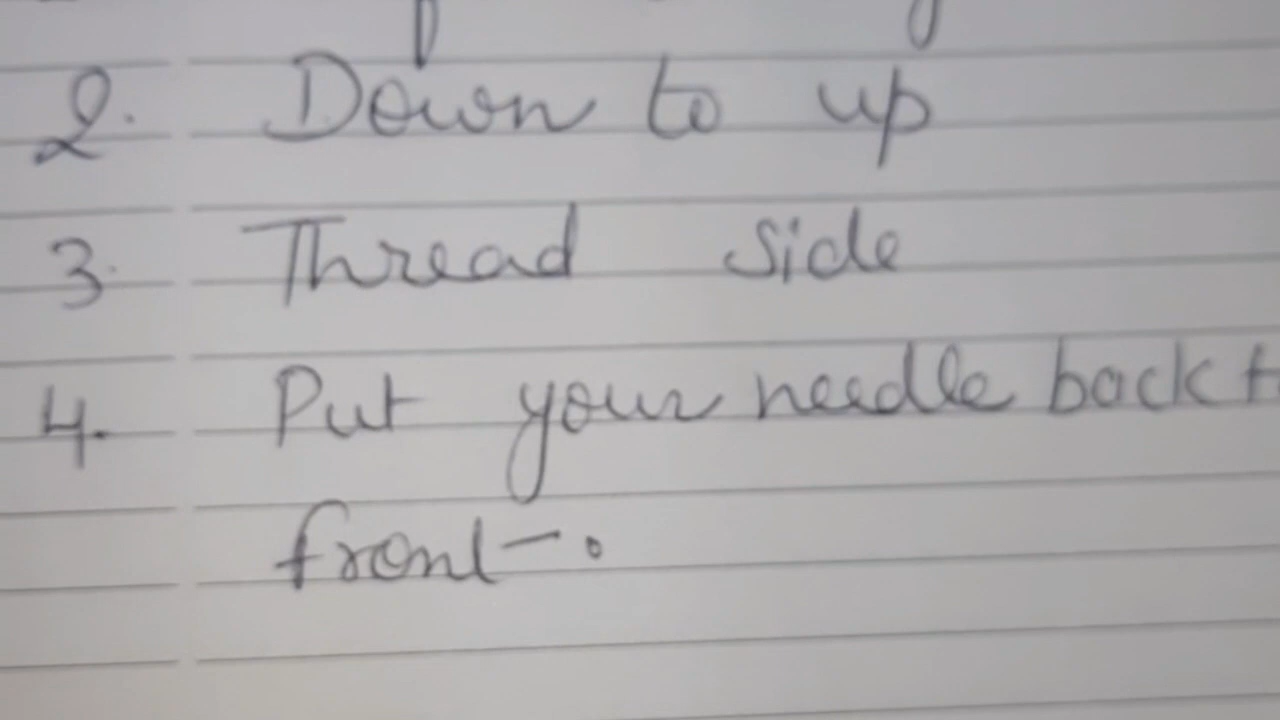 2. Down to up
3. Thread side
4. Put your needle back
front.